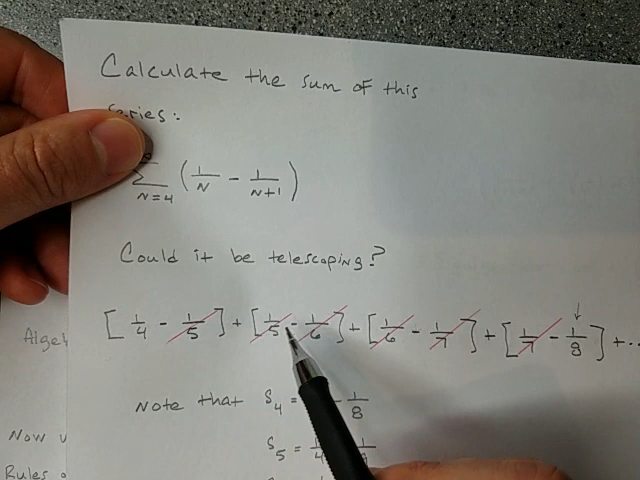 Calculate the sum of this
series:
∑ N=4 (1/N - 1/N+1)
Could it be telescoping?
[1/4 - 1/5] + [1/5 - 1/6] + [1/6 - 1/7] + [1/7 - 1/8] + ...
Note that S4 = - 1/8
S5 = 1/4
Algeb
Now
Rules